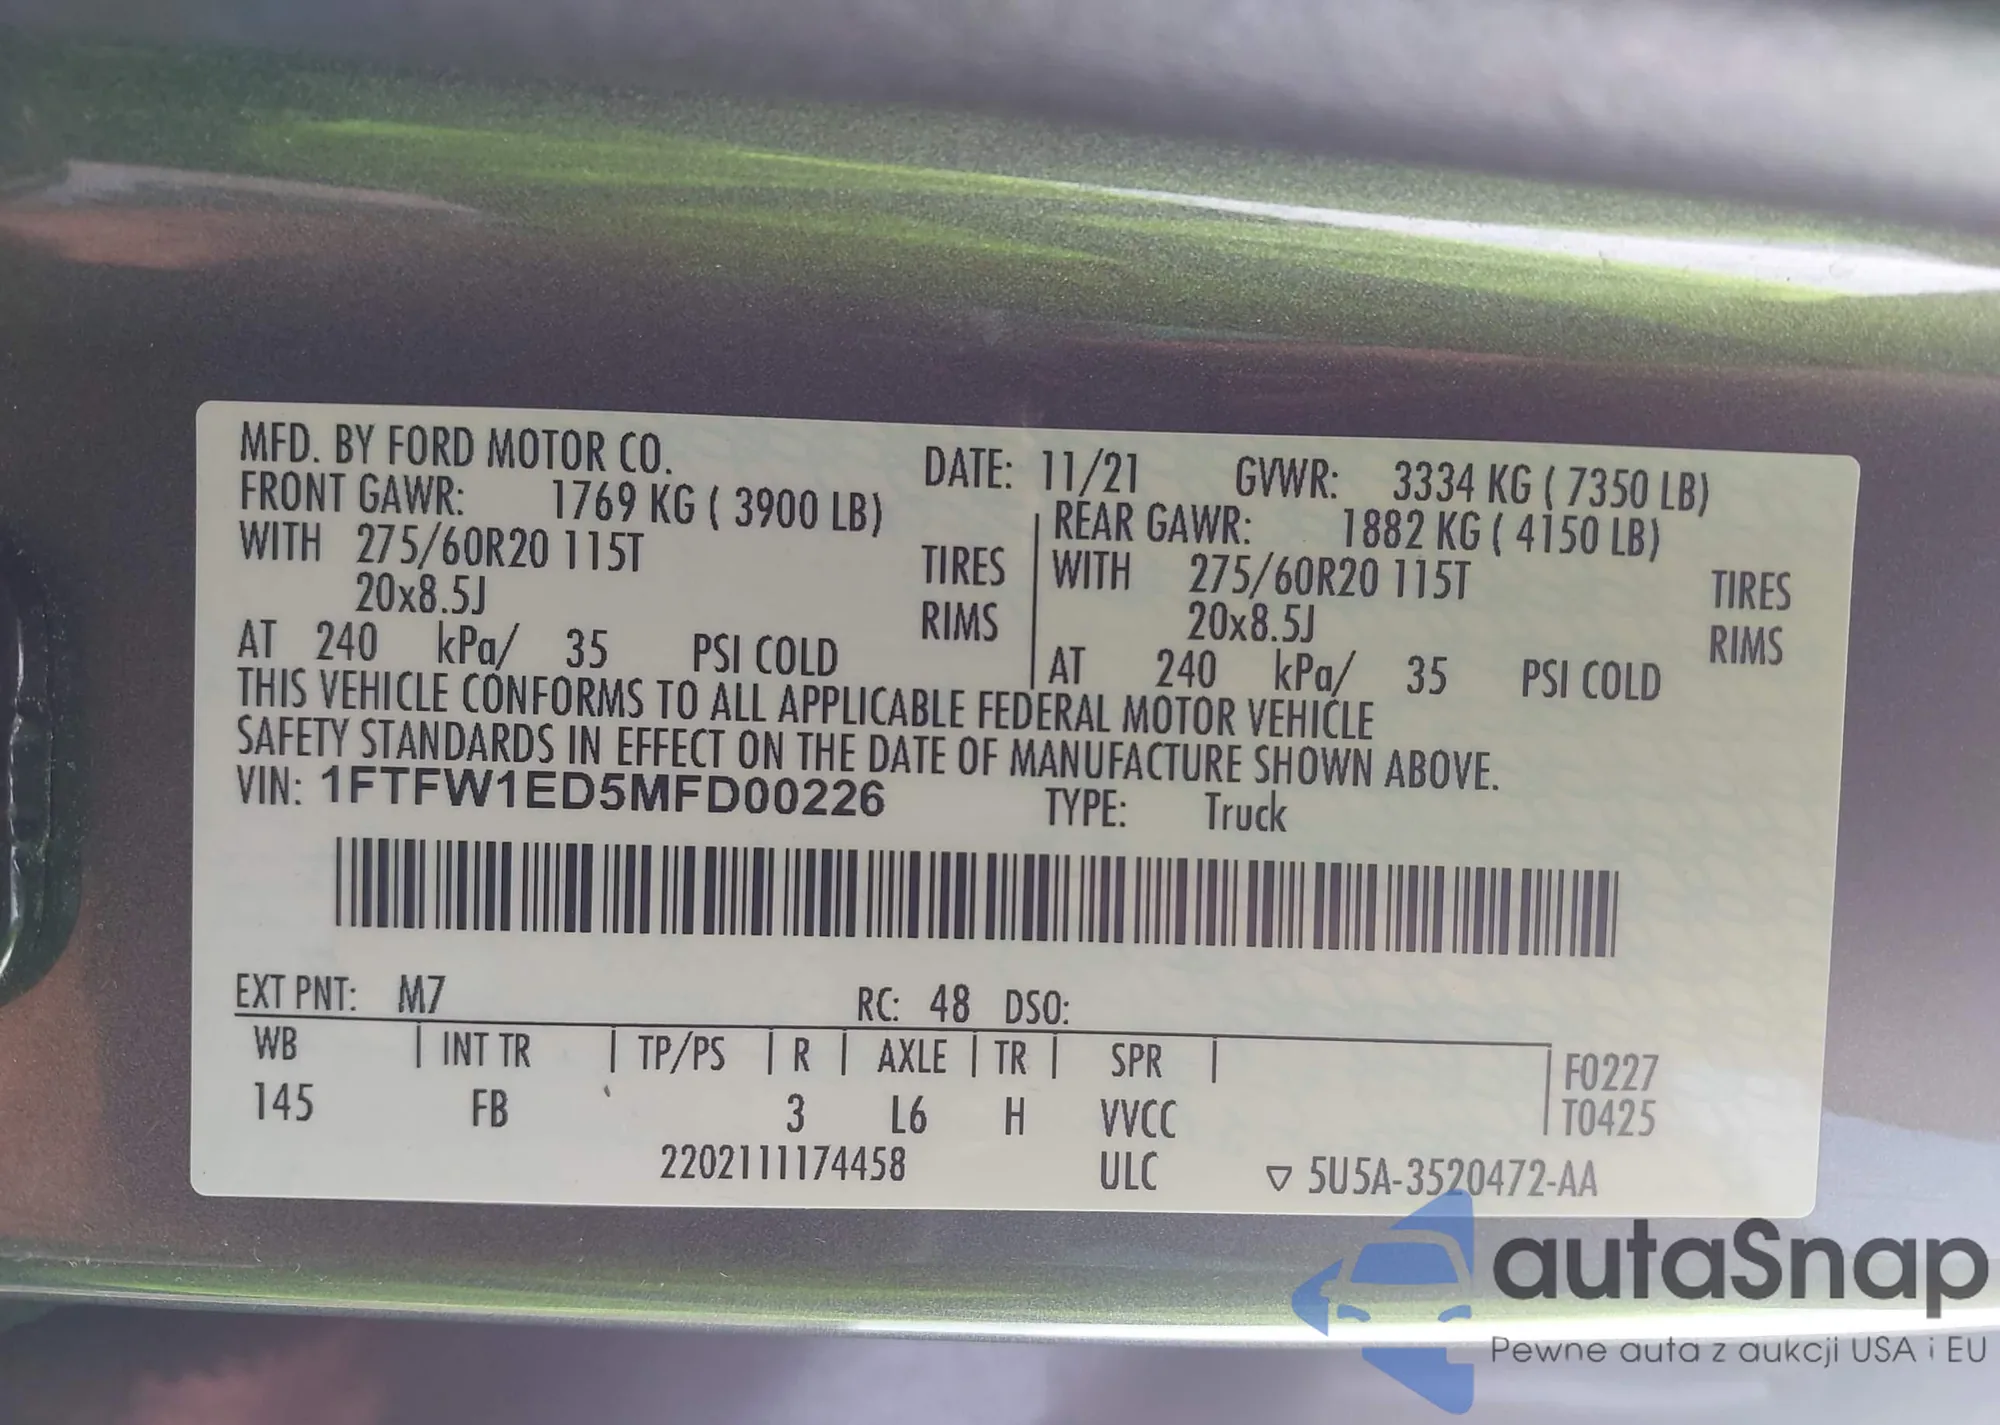 MFD. BY FORD MOTOR CO. DATE: 11/21 GVWR: 3334 KG ( 7350 LB)
FRONT GAWR: 1769 KG ( 3900 LB) REAR GAWR: 1882 KG ( 4150 LB)
WITH 275/60R20 115T TIRES WITH 275/60R20 115T TIRES
20x8.5J RIMS 20x8.5J RIMS
AT 240 kPa/ 35 PSI COLD AT 240 kPa/ 35 PSI COLD
THIS VEHICLE CONFORMS TO ALL APPLICABLE FEDERAL MOTOR VEHICLE
SAFETY STANDARDS IN EFFECT ON THE DATE OF MANUFACTURE SHOWN ABOVE.
VIN: 1FTFW1ED5MFD00226 TYPE: Truck
EXT PNT: M7 RC: 48 DSO:
WB INT TR TP/PS R AXLE TR SPR F0227
145 FB 3 L6 H VVCC T0425
2202111174458 ULC ▽ 5U5A-3520472-AA
autaSnap
Pewne auta z aukcji USA i EU